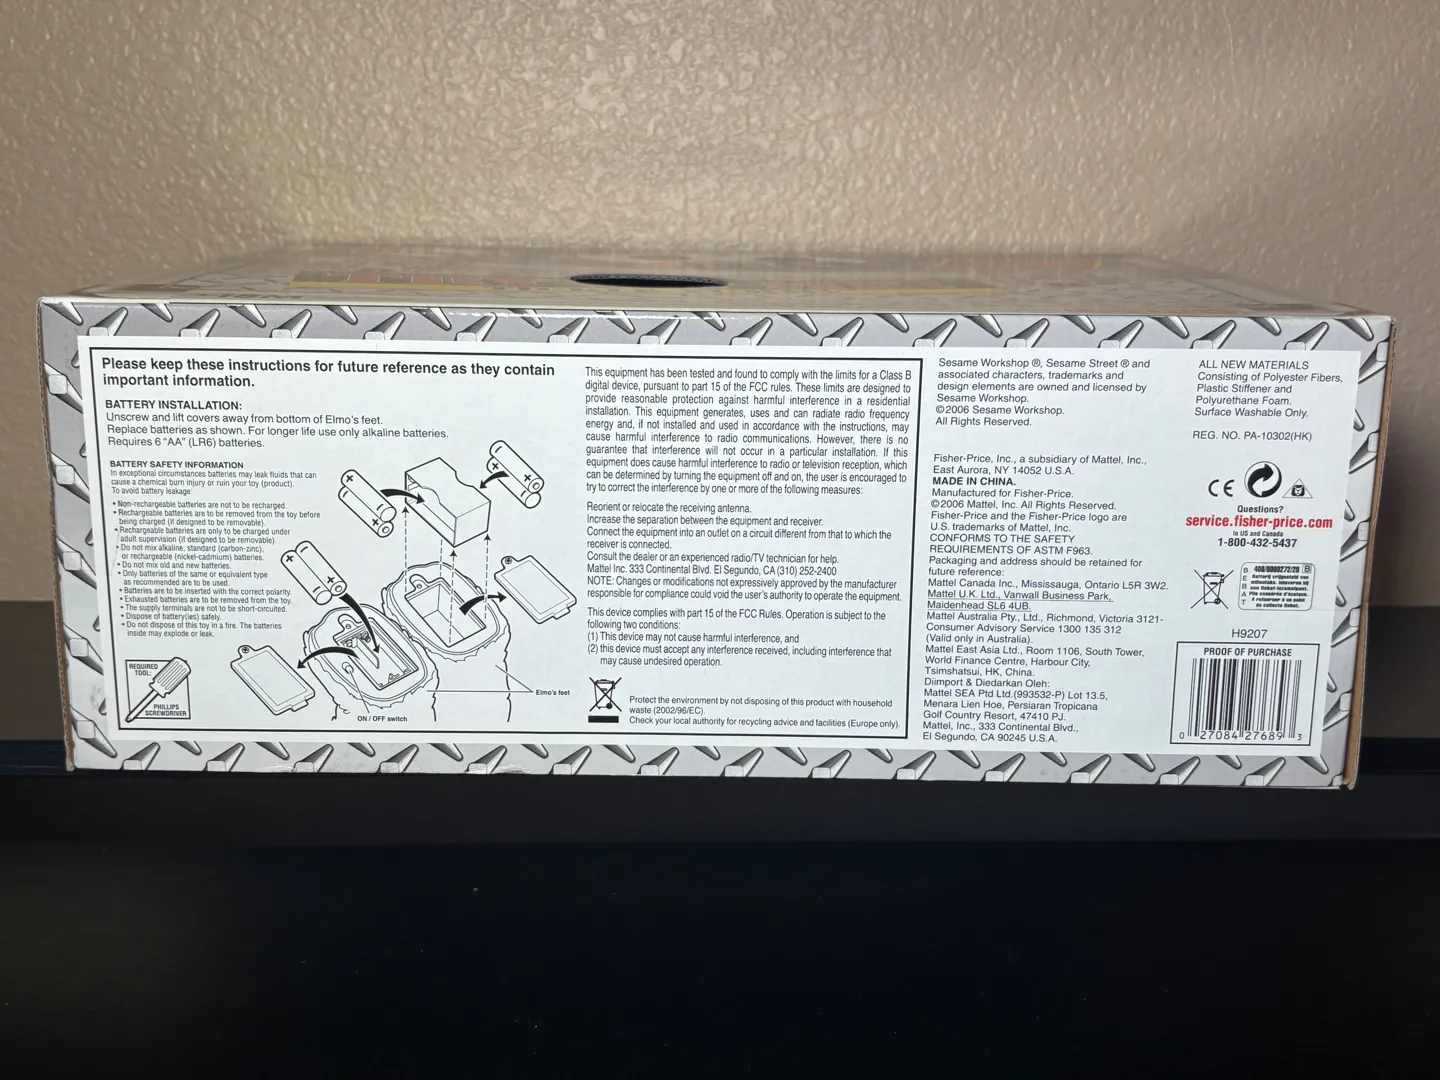 Please keep these instructions for future reference as they contain
important information.
BATTERY INSTALLATION:
Unscrew and lift covers away from bottom of Elmo's feet.
Replace batteries as shown. For longer life use only alkaline batteries.
Requires 6 "AA" (LR6) batteries.
BATTERY SAFETY INFORMATION
In exceptional circumstances batteries may leak fluids that can
cause a chemical burn injury or ruin your toy (product).
To avoid battery leakage:
• Non-rechargeable batteries are not to be recharged.
• Rechargeable batteries are to be removed from the toy before
being charged (if designed to be removable).
• Rechargeable batteries are only to be charged under
adult supervision (if designed to be removable).
• Do not mix alkaline, standard (carbon-zinc),
or rechargeable (nickel-cadmium) batteries.
• Do not mix old and new batteries.
• Only batteries of the same or equivalent type
as recommended are to be used.
• Batteries are to be inserted with the correct polarity.
• Exhausted batteries are to be removed from the toy.
• The supply terminals are not to be short-circuited.
• Dispose of battery(ies) safely.
• Do not dispose of this toy in a fire. The batteries
inside may explode or leak.
REQUIRED
TOOL:
PHILLIPS
SCREWDRIVER
ON / OFF switch
Elmo's feet
This equipment has been tested and found to comply with the limits for a Class B
digital device, pursuant to part 15 of the FCC rules. These limits are designed to
provide reasonable protection against harmful interference in a residential
installation. This equipment generates, uses and can radiate radio frequency
energy and, if not installed and used in accordance with the instructions, may
cause harmful interference to radio communications. However, there is no
guarantee that interference will not occur in a particular installation. If this
equipment does cause harmful interference to radio or television reception, which
can be determined by turning the equipment off and on, the user is encouraged to
try to correct the interference by one or more of the following measures:
Reorient or relocate the receiving antenna.
Increase the separation between the equipment and receiver.
Connect the equipment into an outlet on a circuit different from that to which the
receiver is connected.
Consult the dealer or an experienced radio/TV technician for help.
Mattel Inc. 333 Continental Blvd. El Segundo, CA (310) 252-2400
NOTE: Changes or modifications not expressively approved by the manufacturer
responsible for compliance could void the user's authority to operate the equipment.
This device complies with part 15 of the FCC Rules. Operation is subject to the
following two conditions:
(1) This device may not cause harmful interference, and
(2) this device must accept any interference received, including interference that
may cause undesired operation.
Protect the environment by not disposing of this product with household
waste (2002/96/EC).
Check your local authority for recycling advice and facilities (Europe only).
Sesame Workshop ®, Sesame Street ® and
associated characters, trademarks and
design elements are owned and licensed by
Sesame Workshop.
©2006 Sesame Workshop.
All Rights Reserved.
Fisher-Price, Inc., a subsidiary of Mattel, Inc.,
East Aurora, NY 14052 U.S.A.
MADE IN CHINA.
Manufactured for Fisher-Price.
©2006 Mattel, Inc. All Rights Reserved.
Fisher-Price and the Fisher-Price logo are
U.S. trademarks of Mattel, Inc.
CONFORMS TO THE SAFETY
REQUIREMENTS OF ASTM F963.
Packaging and address should be retained for
future reference:
Mattel Canada Inc., Mississauga, Ontario L5R 3W2.
Mattel U.K. Ltd., Vanwall Business Park,
Maidenhead SL6 4UB.
Mattel Australia Pty., Ltd., Richmond, Victoria 3121-
Consumer Advisory Service 1300 135 312
(Valid only in Australia).
Mattel East Asia Ltd., Room 1106, South Tower,
World Finance Centre, Harbour City,
Tsimshatsui, HK, China.
Diimport & Diedarkan Oleh:
Mattel SEA Ptd Ltd.(993532-P) Lot 13.5,
Menara Lien Hoe, Persiaran Tropicana
Golf Country Resort, 47410 PJ.
Mattel, Inc., 333 Continental Blvd.,
El Segundo, CA 90245 U.S.A.
ALL NEW MATERIALS
Consisting of Polyester Fibers,
Plastic Stiffener and
Polyurethane Foam.
Surface Washable Only.
REG. NO. PA-10302(HK)
CE
Questions?
service.fisher-price.com
In US and Canada
1-800-432-5437
BEBAT
H9207
PROOF OF PURCHASE
0 27084 27689 3